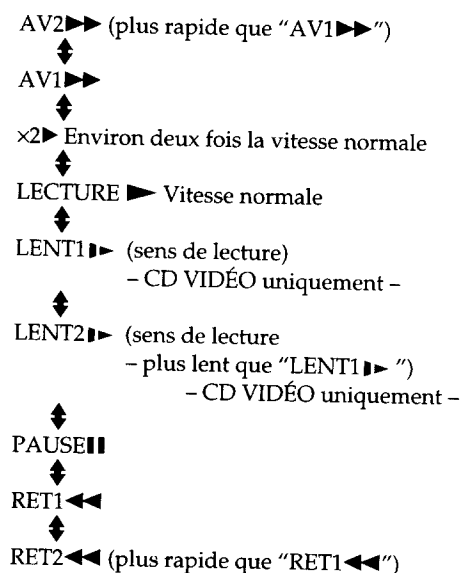 AV2►► (plus rapide que “AV1►►”)
AV1►►
×2► Environ deux fois la vitesse normale
LECTURE ► Vitesse normale
LENT1▮► (sens de lecture)
– CD VIDÉO uniquement –
LENT2▮► (sens de lecture
– plus lent que “LENT1▮► ”)
– CD VIDÉO uniquement –
PAUSE▮▮
RET1◄◄
RET2◄◄ (plus rapide que “RET1◄◄”)